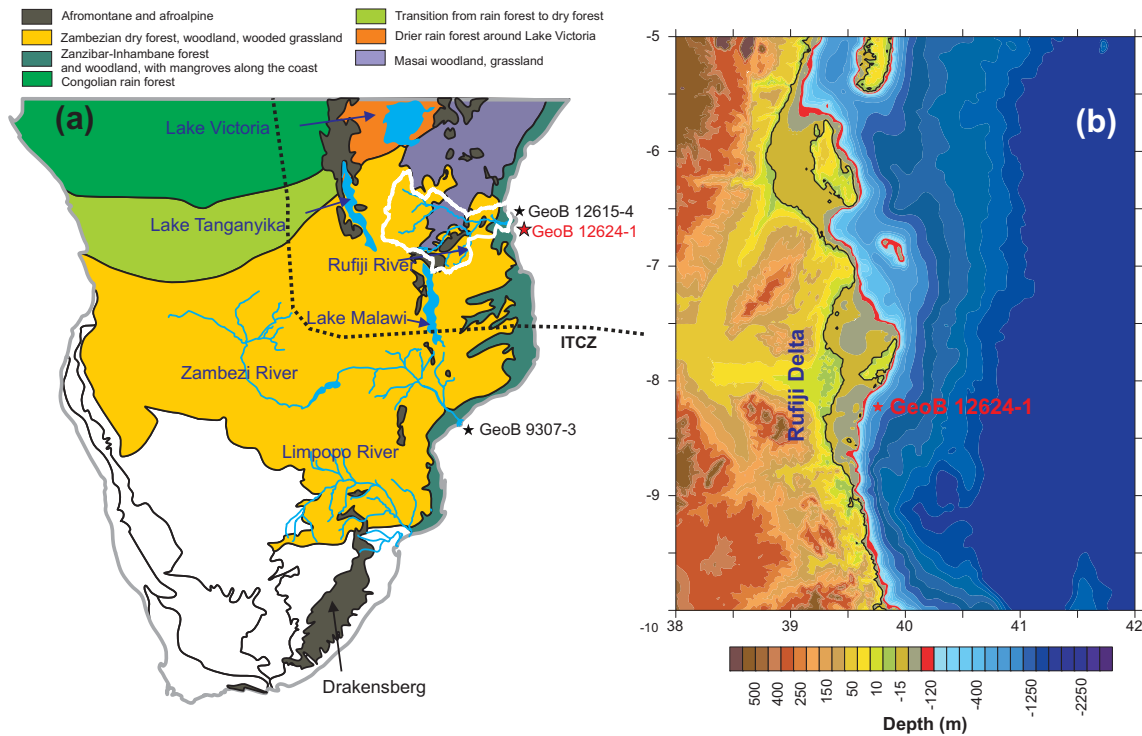 Afromontane and afroalpine
Zambezian dry forest, woodland, wooded grassland
Zanzibar-Inhambane forest
and woodland, with mangroves along the coast
Congolian rain forest
Transition from rain forest to dry forest
Drier rain forest around Lake Victoria
Masai woodland, grassland
(a)
Lake Victoria
Lake Tanganyika
GeoB 12615-4
GeoB 12624-1
Rufiji River
Lake Malawi
ITCZ
Zambezi River
GeoB 9307-3
Limpopo River
Drakensberg
(b)
-5
-6
-7
-8
-9
-10
Rufiji Delta
GeoB 12624-1
38 39 40 41 42
500 400 250 150 50 10 -15 -120 -400 -1250 -2250
Depth (m)